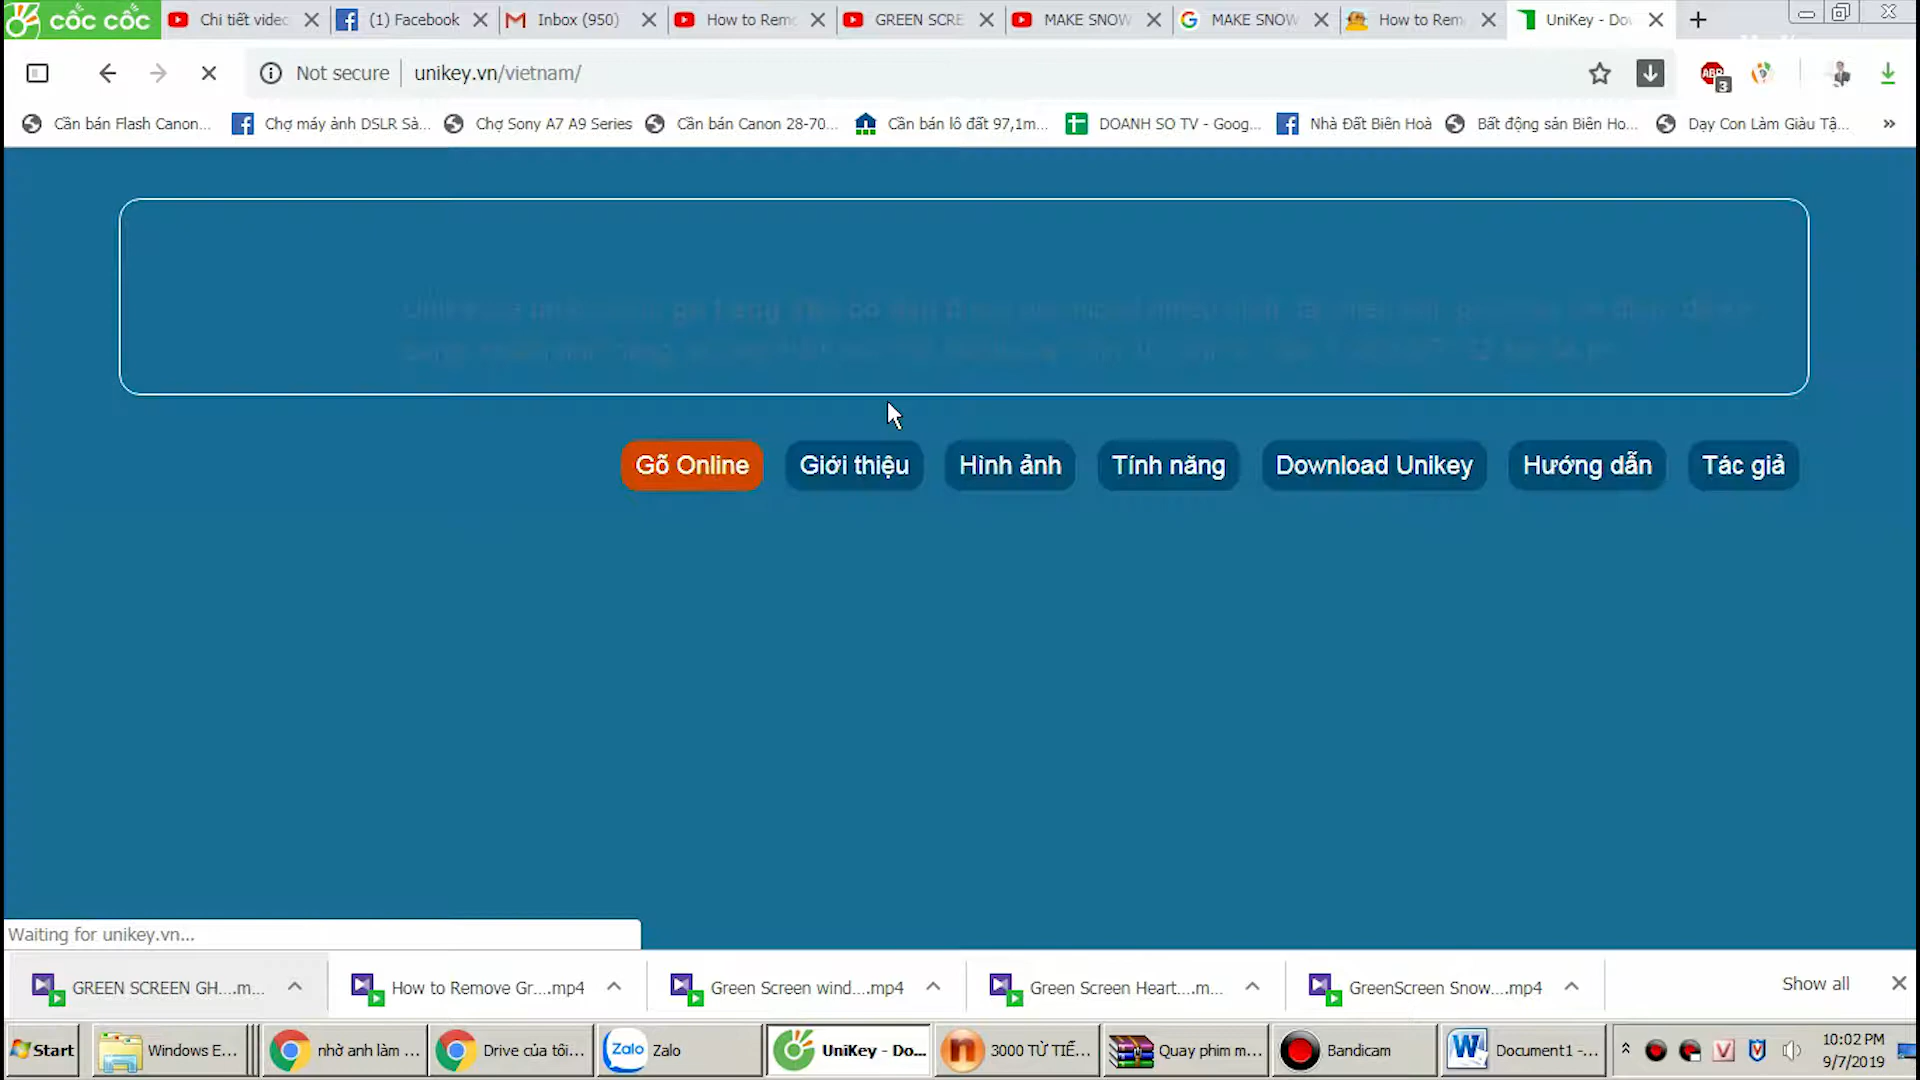 cốc cốc
Chi tiết videc
(1) Facebook
Inbox (950)
How to Rem
GREEN SCRE
MAKE SNOW
MAKE SNOW
How to Rem
UniKey - Do
Not secure
unikey.vn/vietnam/
ABP
3
Cần bán Flash Canon...
Chợ máy ảnh DSLR Sà...
Chợ Sony A7 A9 Series
Cần bán Canon 28-70...
Cần bán lô đất 97,1m...
DOANH SO TV - Goog...
Nhà Đất Biên Hoà
Bất động sản Biên Ho...
Dạy Con Làm Giàu Tậ...
Gõ Online
Giới thiệu
Hình ảnh
Tính năng
Download Unikey
Hướng dẫn
Tác giả
Waiting for unikey.vn...
GREEN SCREEN GH....m...
How to Remove Gr....mp4
Green Screen wind....mp4
Green Screen Heart....m...
GreenScreen Snow....mp4
Show all
Start
Windows E...
nhờ anh làm ...
Drive của tôi...
Zalo
Zalo
UniKey - Do...
3000 TỪ TIẾ...
Quay phim m...
Bandicam
Document1 -...
10:02 PM
9/7/2019